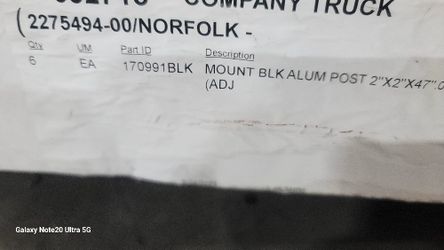 COMPANY TRUCK
(2275494-00/NORFOLK -
Qty UM Part ID Description
6 EA 170991BLK MOUNT BLK ALUM POST 2"X2"X47".0
(ADJ
Galaxy Note20 Ultra 5G